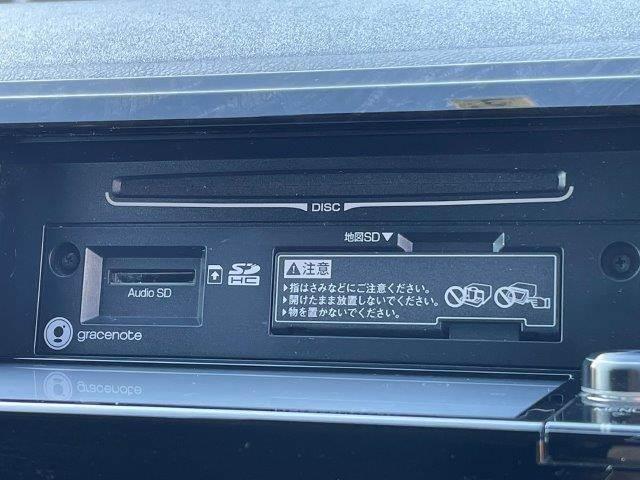 DISC
地図SD▼
⚠注意
▶指はさみなどにご注意ください。
▶開けたまま放置しないでください。
▶物を置かないでください。
Audio SD
SD HC
gracenote